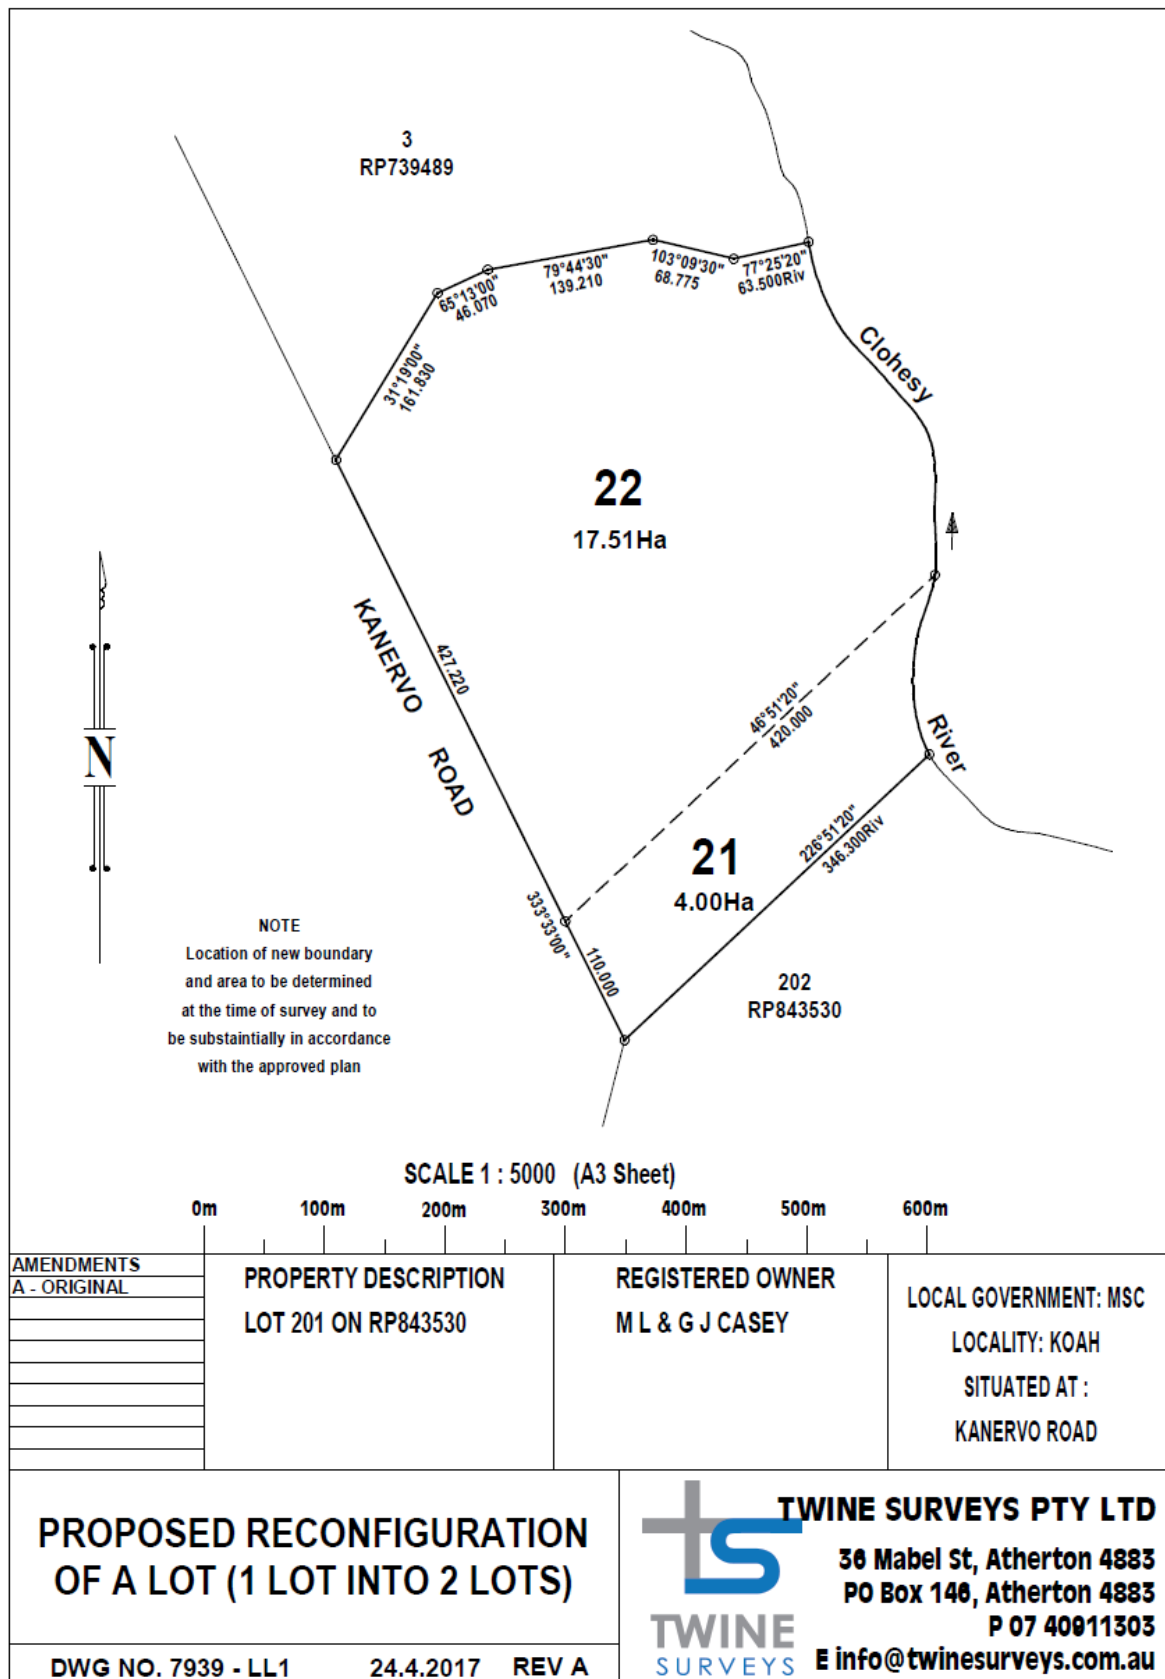 3
RP739489
103°09'30"
68.775
77°25'20"
63.500Riv
79°44'30"
139.210
65°13'00"
46.070
31°19'00"
161.830
Clohesy
22
17.51Ha
KANERVO
ROAD
427.220
46°51'20"
420.000
River
N
21
4.00Ha
226°51'20"
346.300Riv
333°33'00"
110.000
202
RP843530
NOTE
Location of new boundary
and area to be determined
at the time of survey and to
be substaintially in accordance
with the approved plan
SCALE 1 : 5000 (A3 Sheet)
0m 100m 200m 300m 400m 500m 600m
AMENDMENTS
A - ORIGINAL
PROPERTY DESCRIPTION
LOT 201 ON RP843530
REGISTERED OWNER
M L & G J CASEY
LOCAL GOVERNMENT: MSC
LOCALITY: KOAH
SITUATED AT :
KANERVO ROAD
PROPOSED RECONFIGURATION
OF A LOT (1 LOT INTO 2 LOTS)
DWG NO. 7939 - LL1 24.4.2017 REV A
ts
TWINE
SURVEYS
TWINE SURVEYS PTY LTD
36 Mabel St, Atherton 4883
PO Box 146, Atherton 4883
P 07 40911303
E info@twinesurveys.com.au